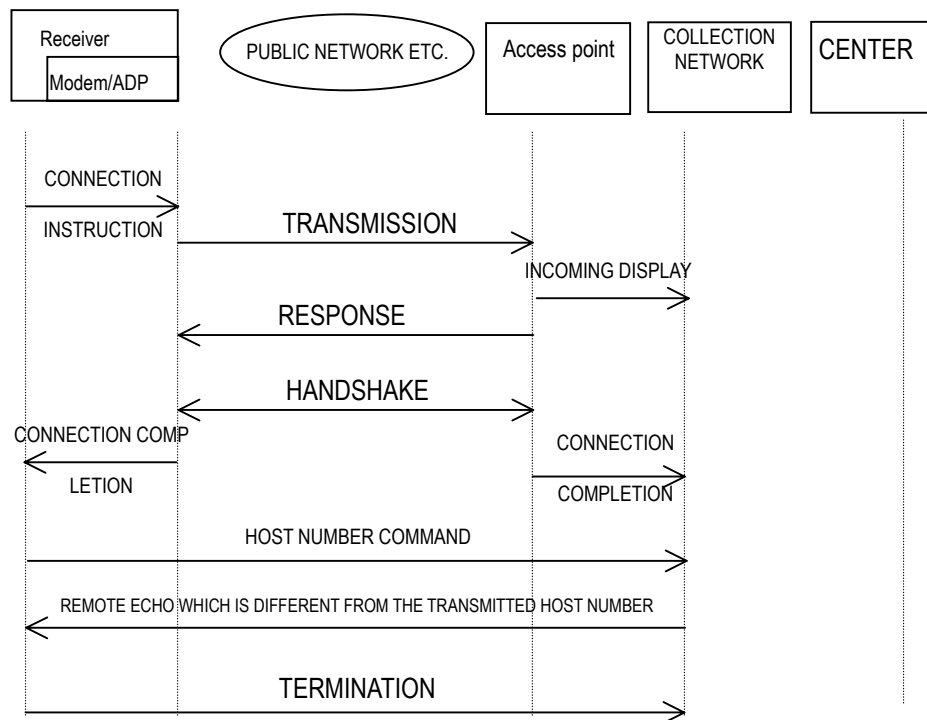 Receiver
Modem/ADP
PUBLIC NETWORK ETC.
Access point
COLLECTION
NETWORK
CENTER
CONNECTION
INSTRUCTION
TRANSMISSION
INCOMING DISPLAY
RESPONSE
HANDSHAKE
CONNECTION COMP
LETION
CONNECTION
COMPLETION
HOST NUMBER COMMAND
REMOTE ECHO WHICH IS DIFFERENT FROM THE TRANSMITTED HOST NUMBER
TERMINATION